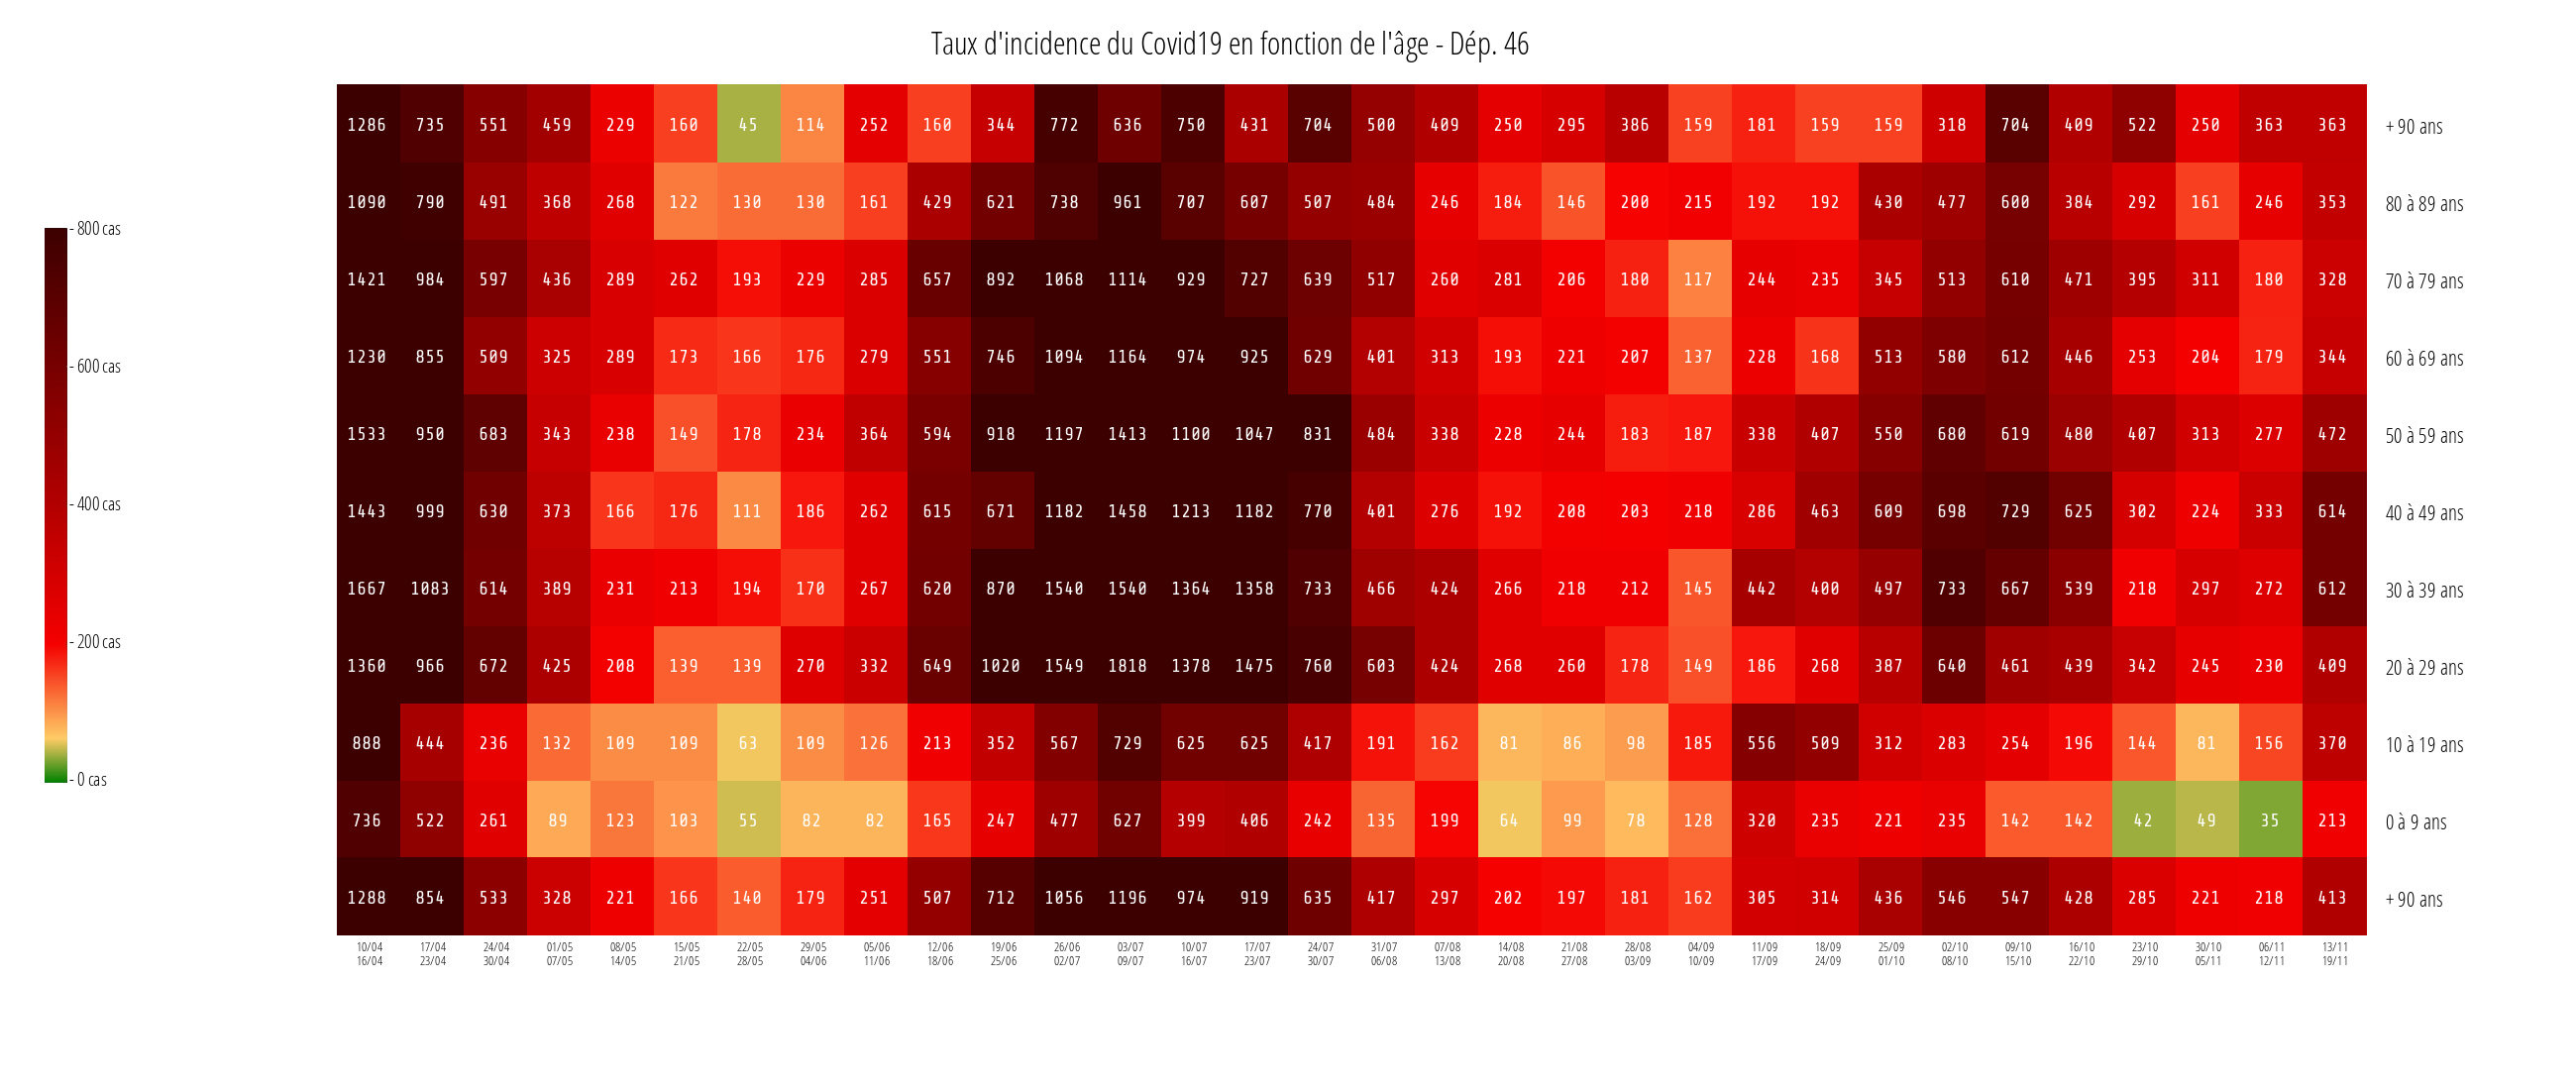 Taux d'incidence du Covid19 en fonction de l'âge - Dép. 46
1286 735 551 459 229 160 45 114 252 160 344 772 636 750 431 704 500 409 250 295 386 159 181 159 159 318 704 409 522 250 363 363 + 90 ans
1090 790 491 368 268 122 130 130 161 429 621 738 961 707 607 507 484 246 184 146 200 215 192 192 430 477 600 384 292 161 246 353 80 à 89 ans
- 800 cas
1421 984 597 436 289 262 193 229 285 657 892 1068 1114 929 727 639 517 260 281 206 180 117 244 235 345 513 610 471 395 311 180 328 70 à 79 ans
1230 855 509 325 289 173 166 176 279 551 746 1094 1164 974 925 629 401 313 193 221 207 137 228 168 513 580 612 446 253 204 179 344 60 à 69 ans
- 600 cas
1533 950 683 343 238 149 178 234 364 594 918 1197 1413 1100 1047 831 484 338 228 244 183 187 338 407 550 680 619 480 407 313 277 472 50 à 59 ans
- 400 cas
1443 999 630 373 166 176 111 186 262 615 671 1182 1458 1213 1182 770 401 276 192 208 203 218 286 463 609 698 729 625 302 224 333 614 40 à 49 ans
1667 1083 614 389 231 213 194 170 267 620 870 1540 1540 1364 1358 733 466 424 266 218 212 145 442 400 497 733 667 539 218 297 272 612 30 à 39 ans
- 200 cas
1360 966 672 425 208 139 139 270 332 649 1020 1549 1818 1378 1475 760 603 424 268 260 178 149 186 268 387 640 461 439 342 245 230 409 20 à 29 ans
888 444 236 132 109 109 63 109 126 213 352 567 729 625 625 417 191 162 81 86 98 185 556 509 312 283 254 196 144 81 156 370 10 à 19 ans
- 0 cas
736 522 261 89 123 103 55 82 82 165 247 477 627 399 406 242 135 199 64 99 78 128 320 235 221 235 142 142 42 49 35 213 0 à 9 ans
1288 854 533 328 221 166 140 179 251 507 712 1056 1196 974 919 635 417 297 202 197 181 162 305 314 436 546 547 428 285 221 218 413 + 90 ans
10/04 17/04 24/04 01/05 08/05 15/05 22/05 29/05 05/06 12/06 19/06 26/06 03/07 10/07 17/07 24/07 31/07 07/08 14/08 21/08 28/08 04/09 11/09 18/09 25/09 02/10 09/10 16/10 23/10 30/10 06/11 13/11
16/04 23/04 30/04 07/05 14/05 21/05 28/05 04/06 11/06 18/06 25/06 02/07 09/07 16/07 23/07 30/07 06/08 13/08 20/08 27/08 03/09 10/09 17/09 24/09 01/10 08/10 15/10 22/10 29/10 05/11 12/11 19/11